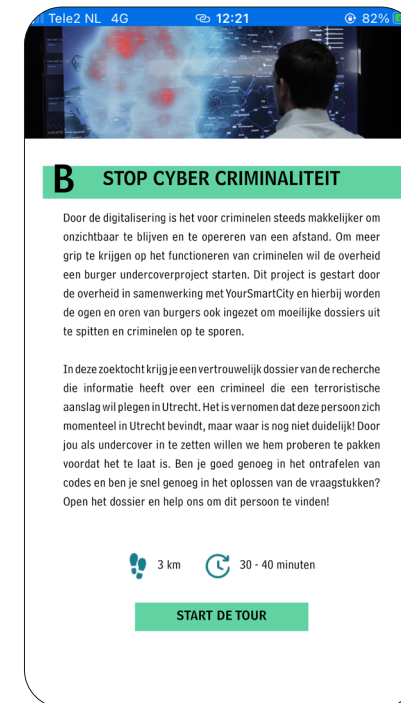 Tele2 NL 4G 12:21 82%
B STOP CYBER CRIMINALITEIT
Door de digitalisering is het voor criminelen steeds makkelijker om
onzichtbaar te blijven en te opereren van een afstand. Om meer
grip te krijgen op het functioneren van criminelen wil de overheid
een burger undercoverproject starten. Dit project is gestart door
de overheid in samenwerking met YourSmartCity en hierbij worden
de ogen en oren van burgers ook ingezet om moeilijke dossiers uit
te spitten en criminelen op te sporen.
In deze zoektocht krijg je een vertrouwelijk dossier van de recherche
die informatie heeft over een crimineel die een terroristische
aanslag wil plegen in Utrecht. Het is vernomen dat deze persoon zich
momenteel in Utrecht bevindt, maar waar is nog niet duidelijk! Door
jou als undercover in te zetten willen we hem proberen te pakken
voordat het te laat is. Ben je goed genoeg in het ontrafelen van
codes en ben je snel genoeg in het oplossen van de vraagstukken?
Open het dossier en help ons om dit persoon te vinden!
3 km 30 - 40 minuten
START DE TOUR